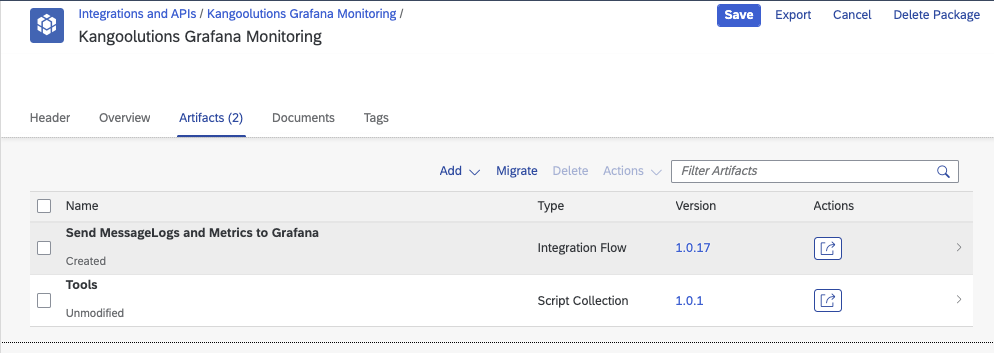 Integrations and APIs / Kangoolutions Grafana Monitoring /
Kangoolutions Grafana Monitoring
Save Export Cancel Delete Package
Header Overview Artifacts (2) Documents Tags
Add Migrate Delete Actions Filter Artifacts
Name Type Version Actions
Send MessageLogs and Metrics to Grafana
Created
Integration Flow 1.0.17
Tools
Unmodified
Script Collection 1.0.1